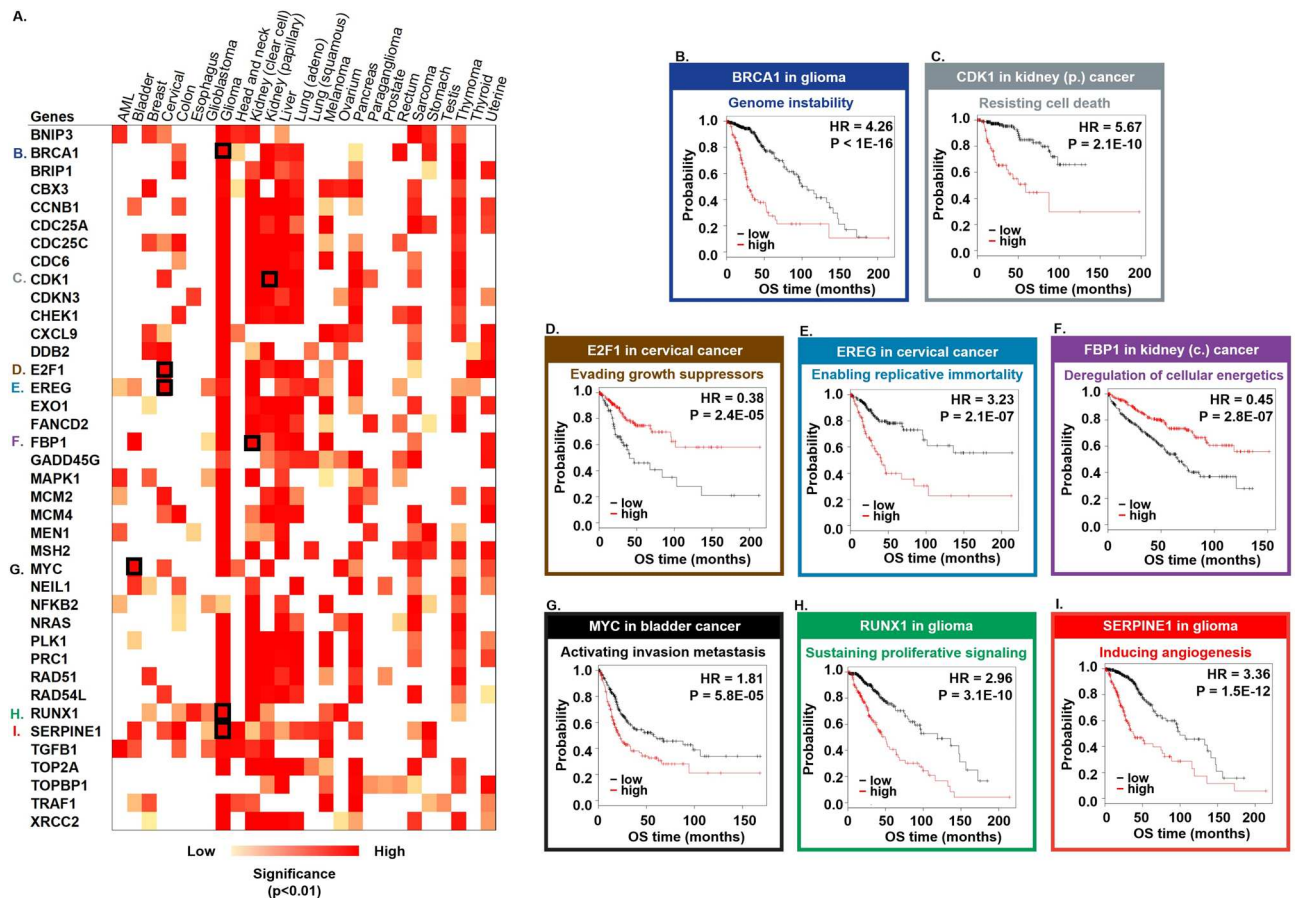 A.
AML
Bladder
Breast
Cervical
Colon
Esophagus
Glioblastoma
Glioma
Head and neck
Kidney (clear cell)
Kidney (papillary)
Liver
Lung (adeno)
Lung (squamous)
Melanoma
Ovarium
Pancreas
Paraganglioma
Prostate
Rectum
Sarcoma
Stomach
Testis
Thymoma
Thyroid
Uterine
Genes
BNIP3
B. BRCA1
BRIP1
CBX3
CCNB1
CDC25A
CDC25C
CDC6
C. CDK1
CDKN3
CHEK1
CXCL9
DDB2
D. E2F1
E. EREG
EXO1
FANCD2
F. FBP1
GADD45G
MAPK1
MCM2
MCM4
MEN1
MSH2
G. MYC
NEIL1
NFKB2
NRAS
PLK1
PRC1
RAD51
RAD54L
H. RUNX1
I. SERPINE1
TGFB1
TOP2A
TOPBP1
TRAF1
XRCC2
Low High
Significance
(p<0.01)
B.
BRCA1 in glioma
Genome instability
HR = 4.26
P < 1E-16
Probability
1.0
0.8
0.6
0.4
0.2
0.0
low
high
0 50 100 150 200
OS time (months)
C.
CDK1 in kidney (p.) cancer
Resisting cell death
HR = 5.67
P = 2.1E-10
Probability
1.0
0.8
0.6
0.4
0.2
0.0
low
high
0 50 100 150 200
OS time (months)
D.
E2F1 in cervical cancer
Evading growth suppressors
HR = 0.38
P = 2.4E-05
Probability
1.0
0.8
0.6
0.4
0.2
0.0
low
high
0 50 100 150 200
OS time (months)
E.
EREG in cervical cancer
Enabling replicative immortality
HR = 3.23
P = 2.1E-07
Probability
1.0
0.8
0.6
0.4
0.2
0.0
low
high
0 50 100 150 200
OS time (months)
F.
FBP1 in kidney (c.) cancer
Deregulation of cellular energetics
HR = 0.45
P = 2.8E-07
Probability
1.0
0.8
0.6
0.4
0.2
0.0
low
high
0 50 100 150
OS time (months)
G.
MYC in bladder cancer
Activating invasion metastasis
HR = 1.81
P = 5.8E-05
Probability
1.0
0.8
0.6
0.4
0.2
0.0
low
high
0 50 100 150
OS time (months)
H.
RUNX1 in glioma
Sustaining proliferative signaling
HR = 2.96
P = 3.1E-10
Probability
1.0
0.8
0.6
0.4
0.2
0.0
low
high
0 50 100 150 200
OS time (months)
I.
SERPINE1 in glioma
Inducing angiogenesis
HR = 3.36
P = 1.5E-12
Probability
1.0
0.8
0.6
0.4
0.2
0.0
low
high
0 50 100 150 200
OS time (months)